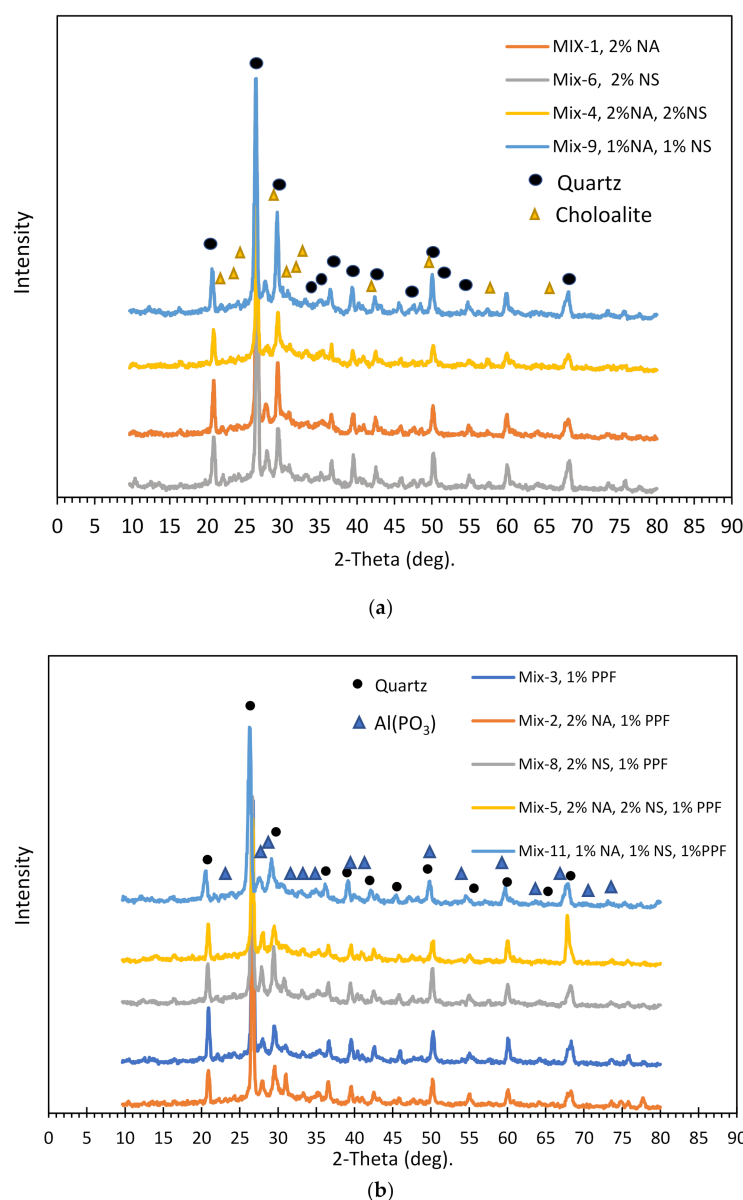 MIX-1, 2% NA
Mix-6, 2% NS
Mix-4, 2%NA, 2%NS
Mix-9, 1%NA, 1% NS
Quartz
Choloalite
Intensity
0 5 10 15 20 25 30 35 40 45 50 55 60 65 70 75 80 85 90
2-Theta (deg).
(a)
Quartz
Al(PO₃)
Mix-3, 1% PPF
Mix-2, 2% NA, 1% PPF
Mix-8, 2% NS, 1% PPF
Mix-5, 2% NA, 2% NS, 1% PPF
Mix-11, 1% NA, 1% NS, 1%PPF
Intensity
0 5 10 15 20 25 30 35 40 45 50 55 60 65 70 75 80 85 90
2-Theta (deg).
(b)